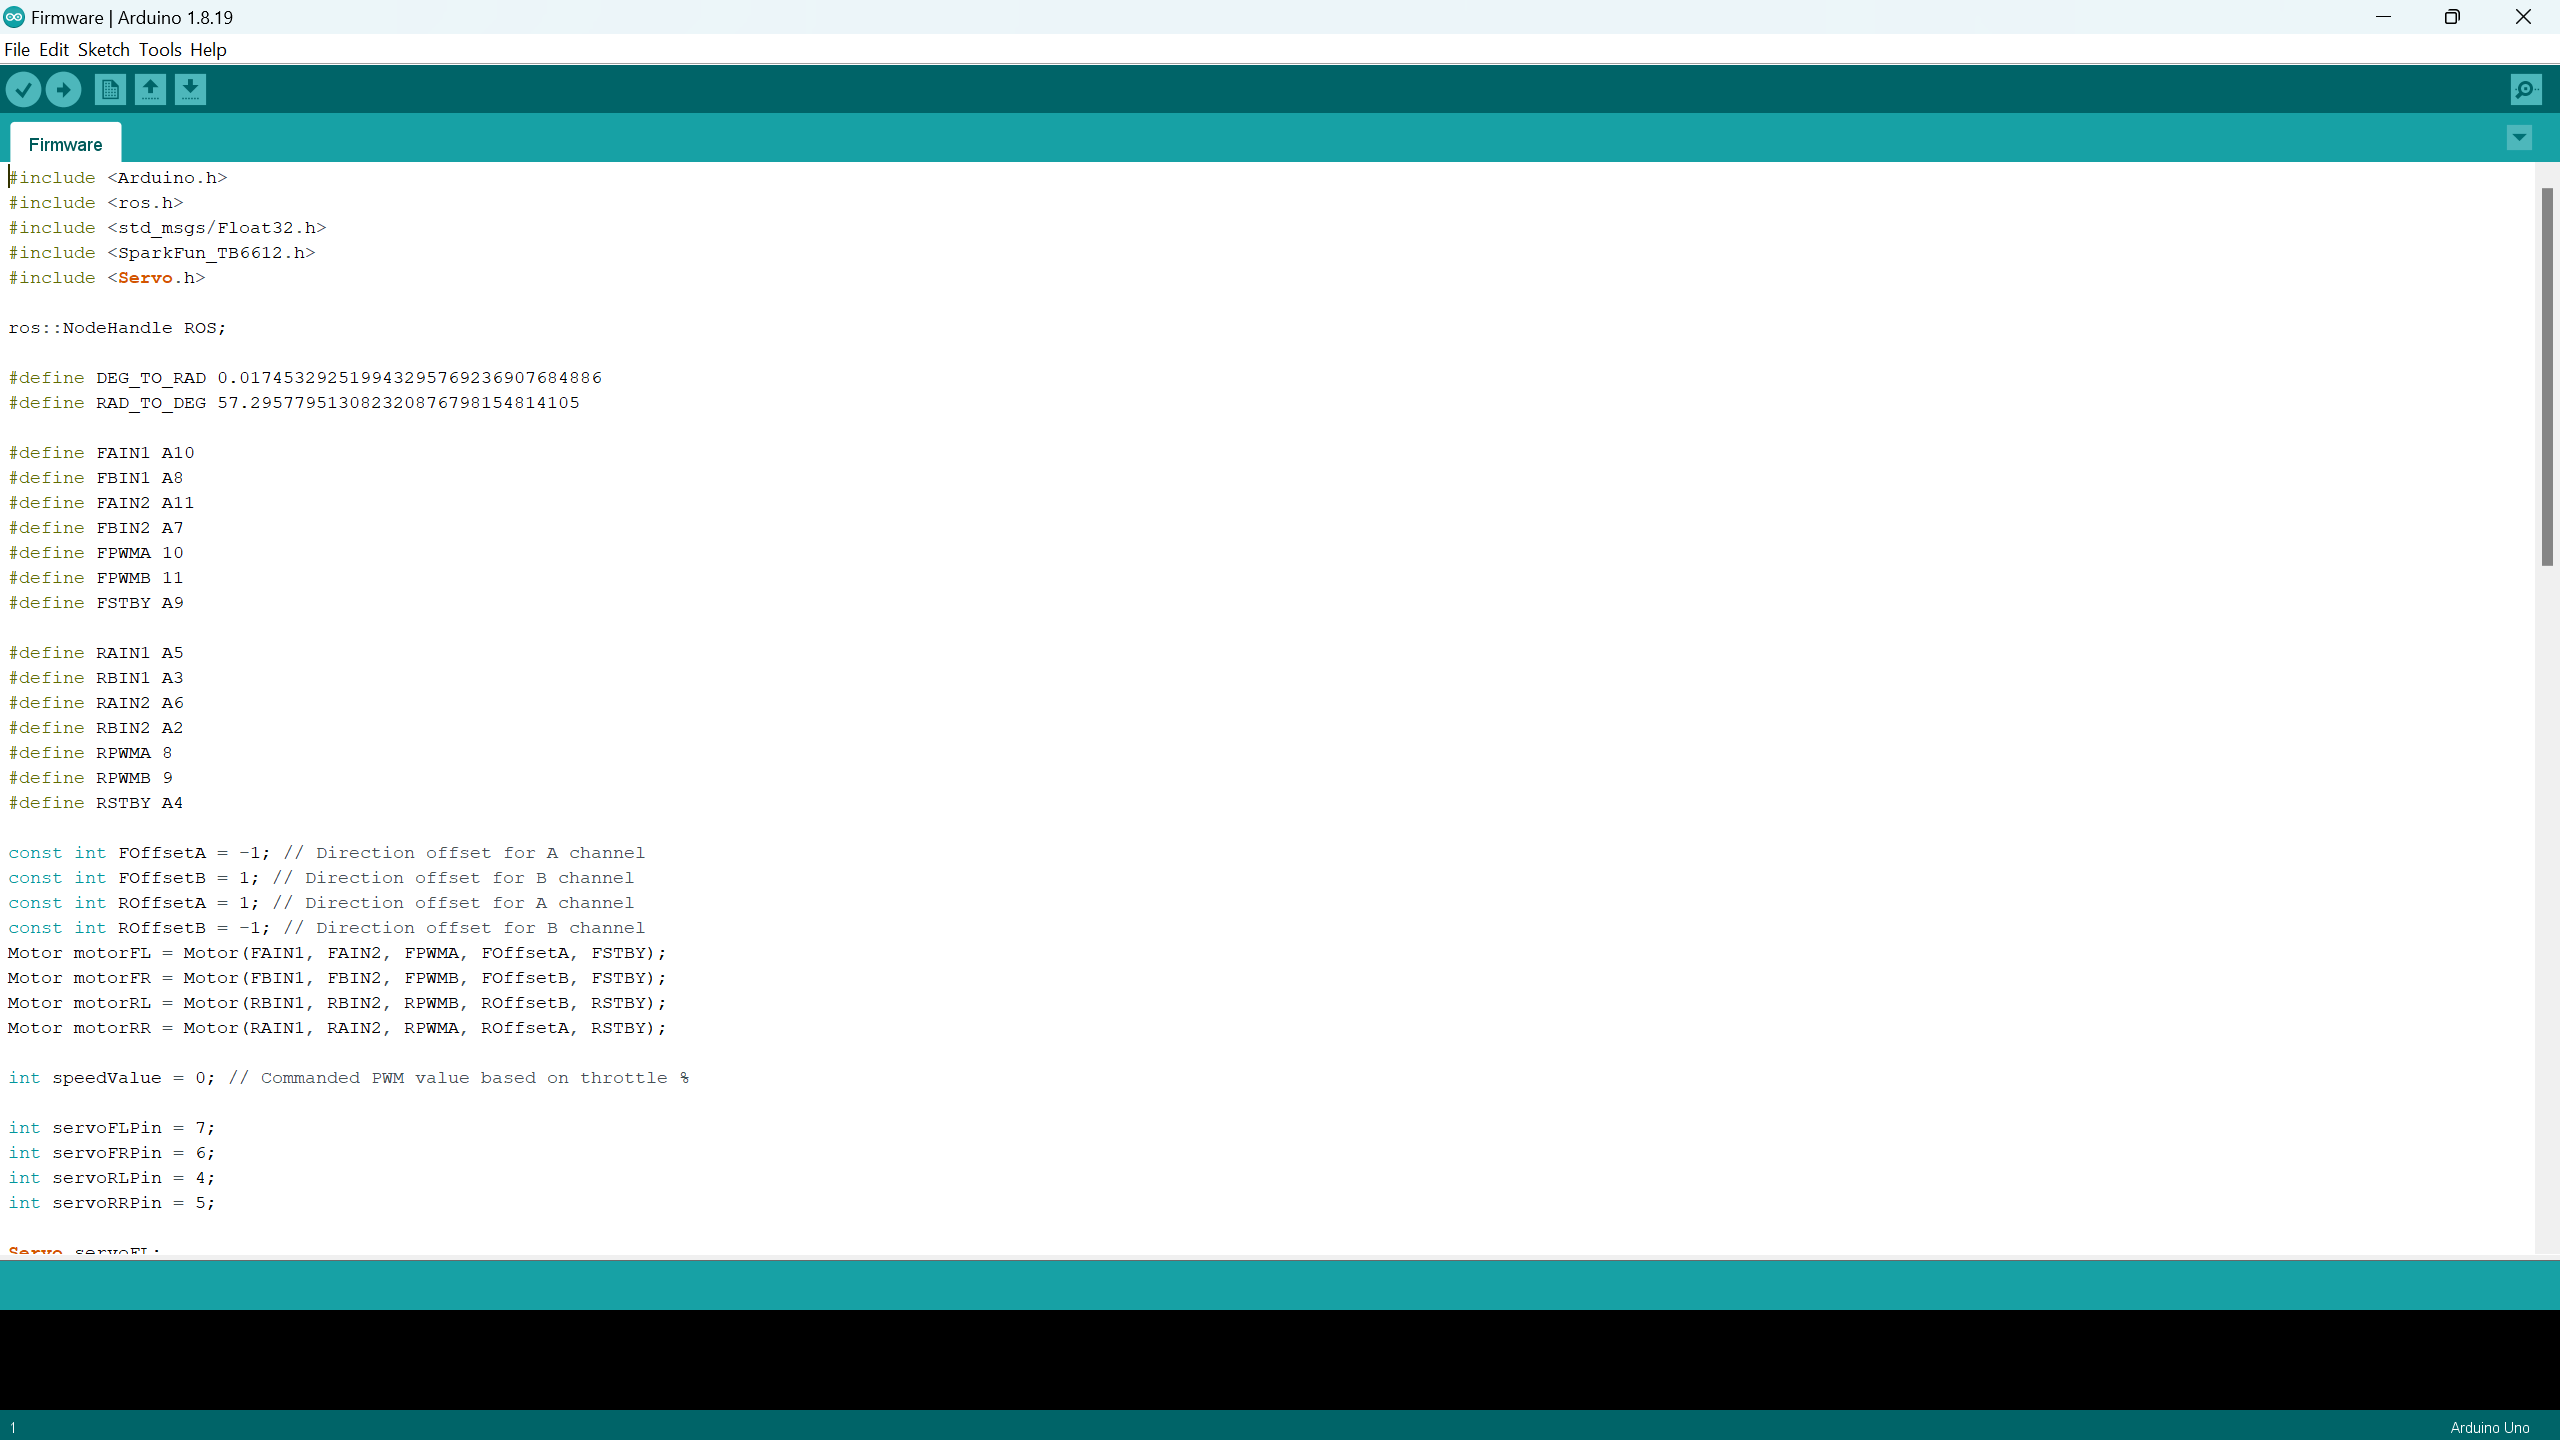 Firmware | Arduino 1.8.19
File Edit Sketch Tools Help
Firmware
#include <Arduino.h>
#include <ros.h>
#include <std_msgs/Float32.h>
#include <SparkFun_TB6612.h>
#include <Servo.h>
ros::NodeHandle ROS;
#define DEG_TO_RAD 0.017453292519943295769236907684886
#define RAD_TO_DEG 57.295779513082320876798154814105
#define FAIN1 A10
#define FBIN1 A8
#define FAIN2 A11
#define FBIN2 A7
#define FPWMA 10
#define FPWMB 11
#define FSTBY A9
#define RAIN1 A5
#define RBIN1 A3
#define RAIN2 A6
#define RBIN2 A2
#define RPWMA 8
#define RPWMB 9
#define RSTBY A4
const int FOffsetA = -1; // Direction offset for A channel
const int FOffsetB = 1; // Direction offset for B channel
const int ROffsetA = 1; // Direction offset for A channel
const int ROffsetB = -1; // Direction offset for B channel
Motor motorFL = Motor(FAIN1, FAIN2, FPWMA, FOffsetA, FSTBY);
Motor motorFR = Motor(FBIN1, FBIN2, FPWMB, FOffsetB, FSTBY);
Motor motorRL = Motor(RBIN1, RBIN2, RPWMB, ROffsetB, RSTBY);
Motor motorRR = Motor(RAIN1, RAIN2, RPWMA, ROffsetA, RSTBY);
int speedValue = 0; // Commanded PWM value based on throttle %
int servoFLPin = 7;
int servoFRPin = 6;
int servoRLPin = 4;
int servoRRPin = 5;
Servo servoFL;
1
Arduino Uno